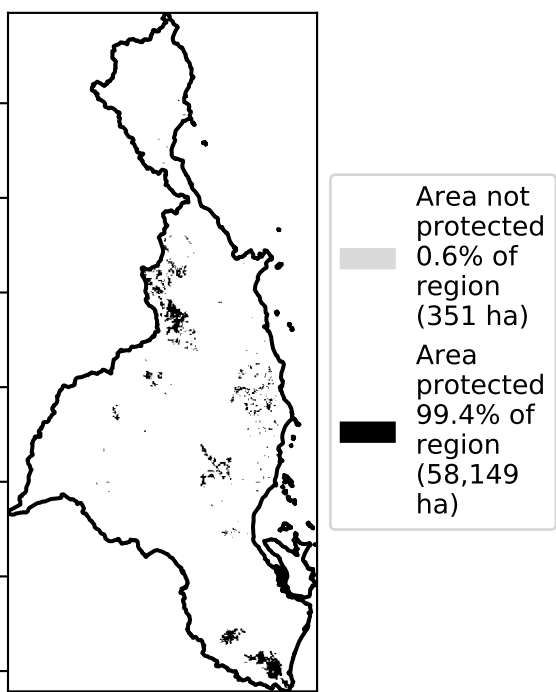 Area not
protected
0.6% of
region
(351 ha)
Area
protected
99.4% of
region
(58,149
ha)